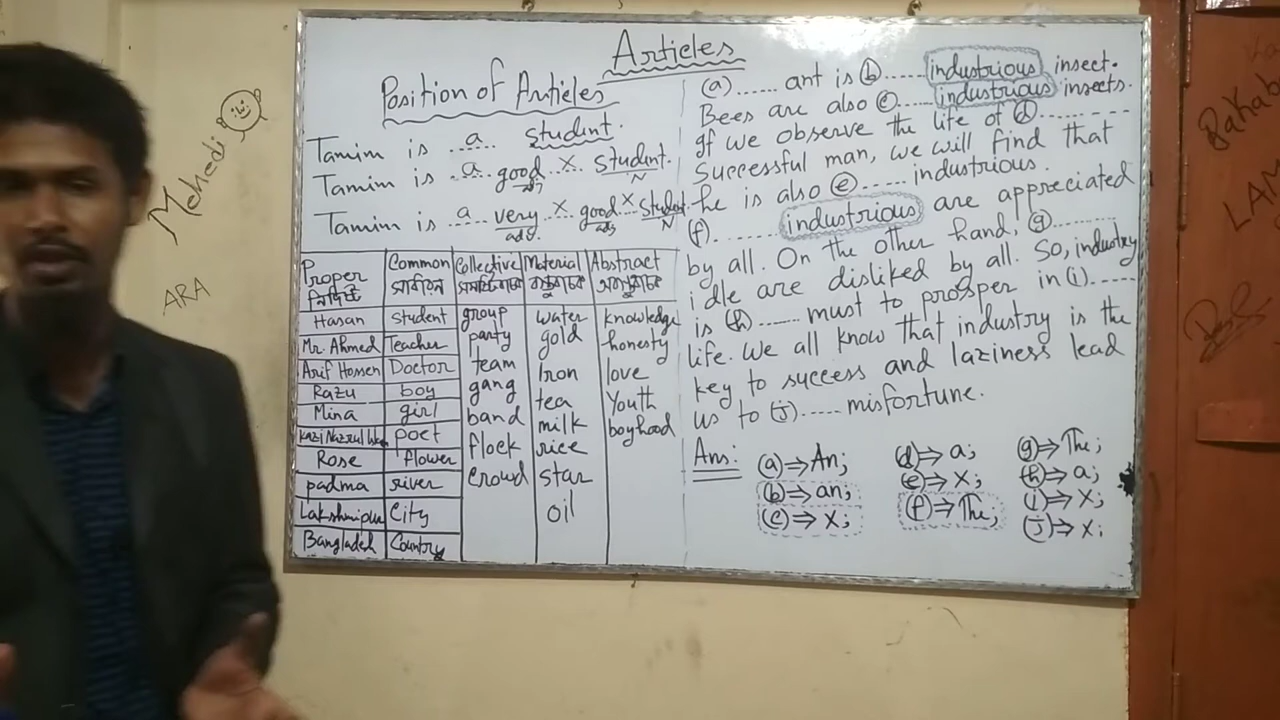 Articles
Position of Articles
Tamim is ..a.. student.
Tamim is ..a.. good ..x.. student.
adj N
Tamim is ..a.. very ..x.. good ..x.. student.
adv. adj N
Proper Common Collective Material Abstract
Hasan student group water knowledge
Mr. Ahmed Teacher party gold honesty
Arif Hossen Doctor team Iron love
Razu boy gang tea Youth
Mina girl band milk boyhood
Kazi Nazrul poet flock rice
Rose flower crowd star
padma river oil
Lakshmipur City
Bangladesh Country
(a)...... ant is (b)..... industrious insect.
Bees are also (c)..... industrious insects.
If we observe the life of (d)..........
Successful man, we will find that
he is also (e)..... industrious.
(f)....... industrious are appreciated
by all. On the other hand, (g).........
idle are disliked by all. So, industry
is (h)...... must to prosper in (i).....
life. We all know that industry is the
key to success and laziness lead
us to (j)..... misfortune.
Ans:
(a)⇒An; (d)⇒a; (g)⇒The;
(b)⇒an; (e)⇒X; (h)⇒a;
(c)⇒X; (f)⇒The; (i)⇒X;
(j)⇒X;
Mehedi
ARA